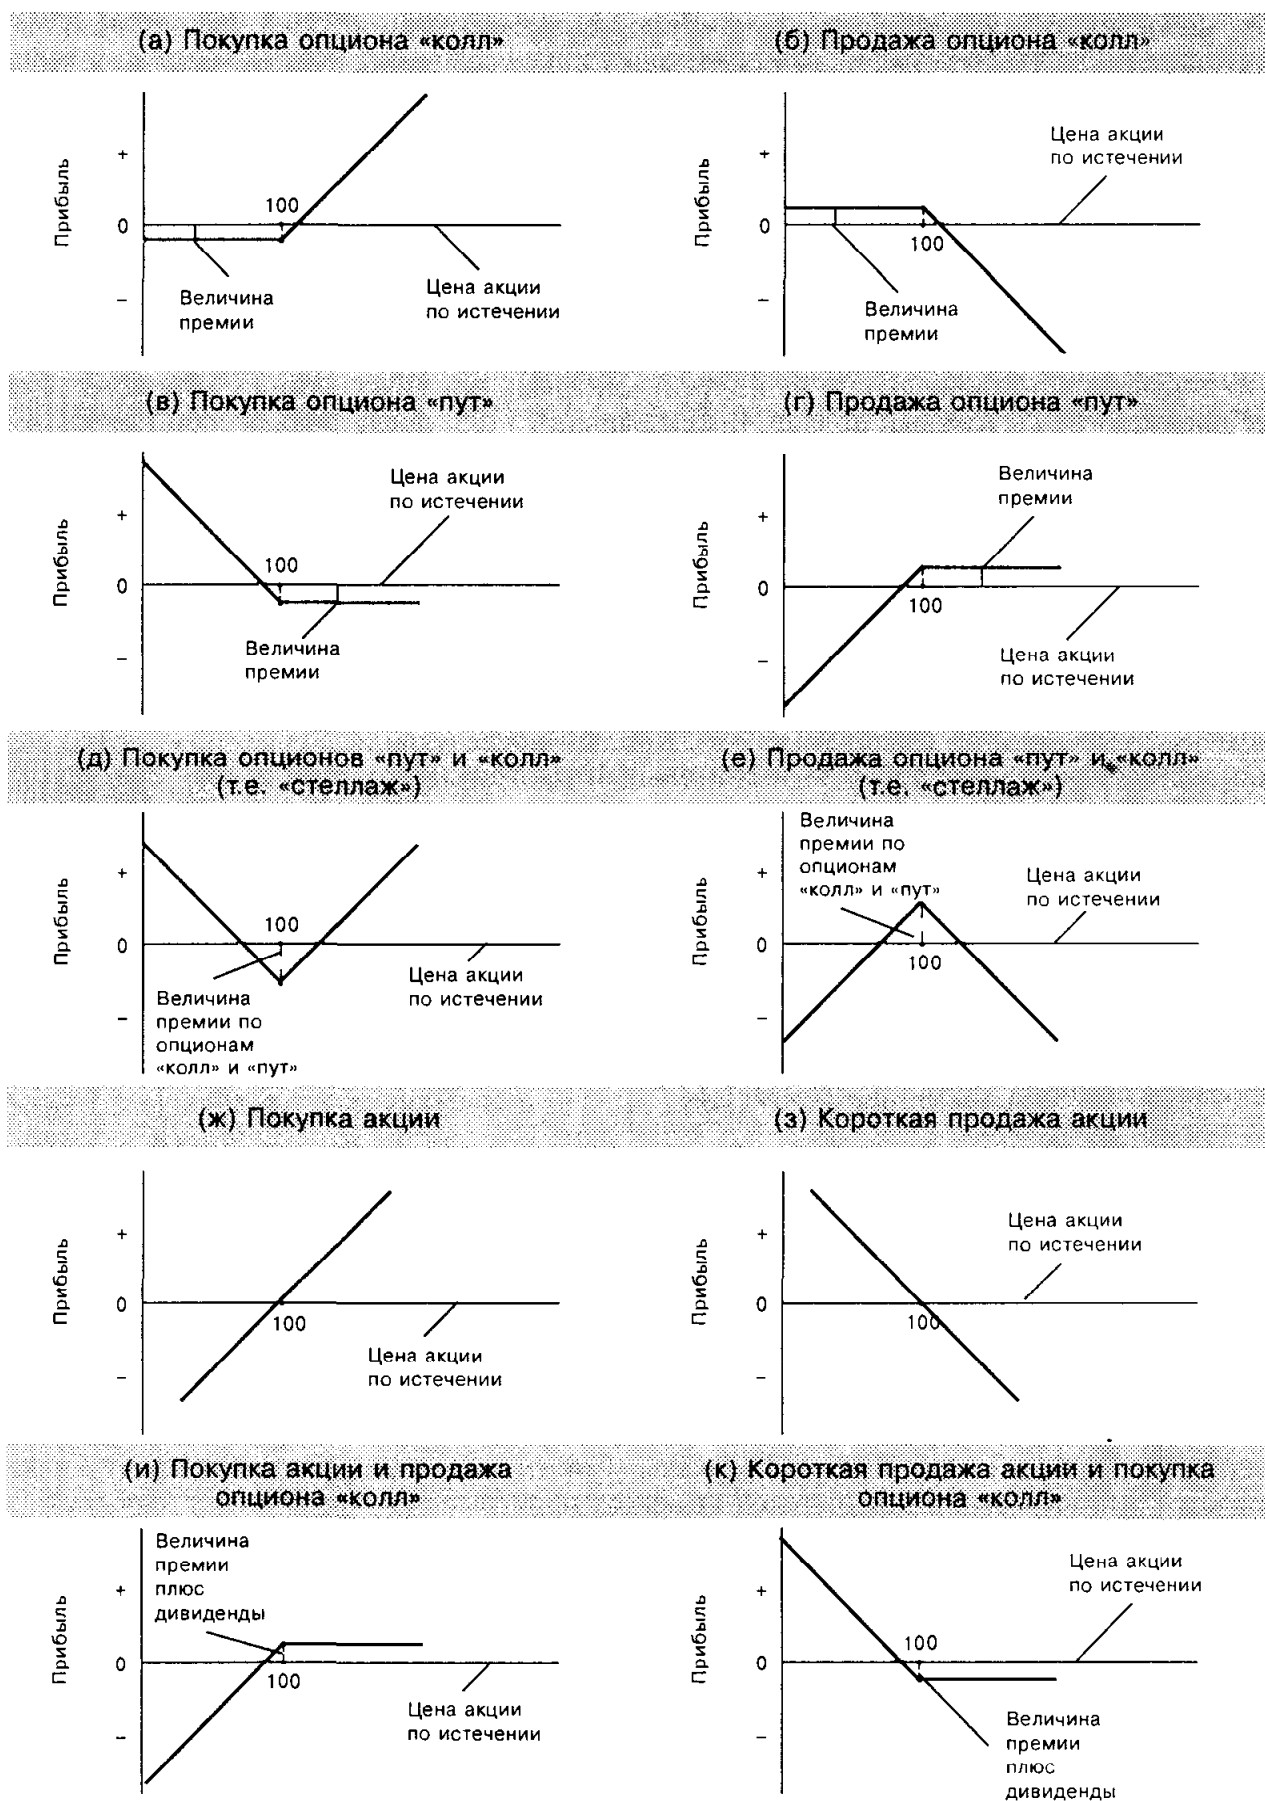 (а) Покупка опциона «колл»
Прибыль
+
0
–
100
Величина
премии
Цена акции
по истечении
(б) Продажа опциона «колл»
Прибыль
+
0
–
100
Цена акции
по истечении
Величина
премии
(в) Покупка опциона «пут»
Прибыль
+
0
–
100
Цена акции
по истечении
Величина
премии
(г) Продажа опциона «пут»
Прибыль
+
0
–
100
Величина
премии
Цена акции
по истечении
(д) Покупка опционов «пут» и «колл»
(т.е. «стеллаж»)
Прибыль
+
0
–
100
Цена акции
по истечении
Величина
премии по
опционам
«колл» и «пут»
(е) Продажа опциона «пут» и «колл»
(т.е. «стеллаж»)
Прибыль
+
0
–
Величина
премии по
опционам
«колл» и «пут»
100
Цена акции
по истечении
(ж) Покупка акции
Прибыль
+
0
–
100
Цена акции
по истечении
(з) Короткая продажа акции
Прибыль
+
0
–
100
Цена акции
по истечении
(и) Покупка акции и продажа
опциона «колл»
Прибыль
+
0
–
Величина
премии
плюс
дивиденды
100
Цена акции
по истечении
(к) Короткая продажа акции и покупка
опциона «колл»
Прибыль
+
0
–
100
Цена акции
по истечении
Величина
премии
плюс
дивиденды